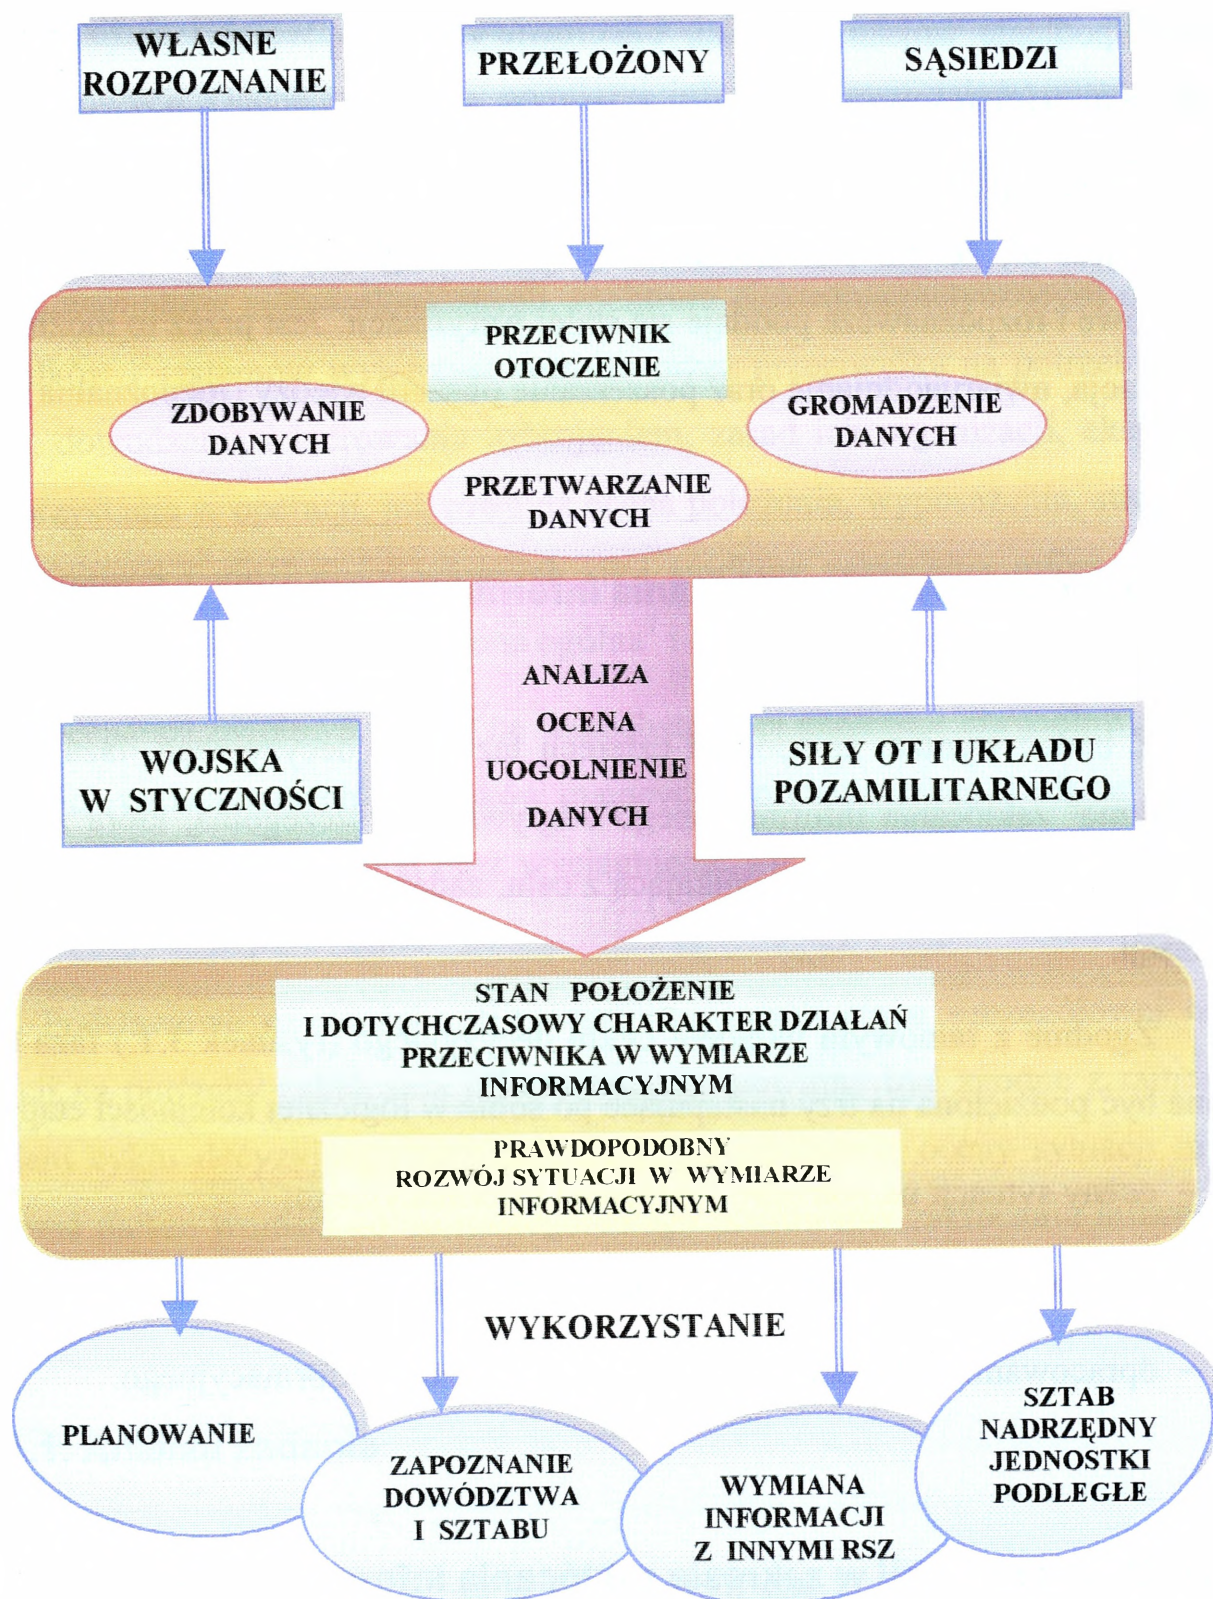 WŁASNE
ROZPOZNANIE
PRZEŁOŻONY
SĄSIEDZI
PRZECIWNIK
OTOCZENIE
ZDOBYWANIE
DANYCH
GROMADZENIE
DANYCH
PRZETWARZANIE
DANYCH
ANALIZA
OCENA
UOGOLNIENIE
DANYCH
WOJSKA
W STYCZNOŚCI
SIŁY OT I UKŁADU
POZAMILITARNEGO
STAN POŁOŻENIE
I DOTYCHCZASOWY CHARAKTER DZIAŁAŃ
PRZECIWNIKA W WYMIARZE
INFORMACYJNYM
PRAWDOPODOBNY
ROZWÓJ SYTUACJI W WYMIARZE
INFORMACYJNYM
WYKORZYSTANIE
PLANOWANIE
ZAPOZNANIE
DOWÓDZTWA
I SZTABU
WYMIANA
INFORMACJI
Z INNYMI RSZ
SZTAB
NADRZĘDNY
JEDNOSTKI
PODLEGŁE